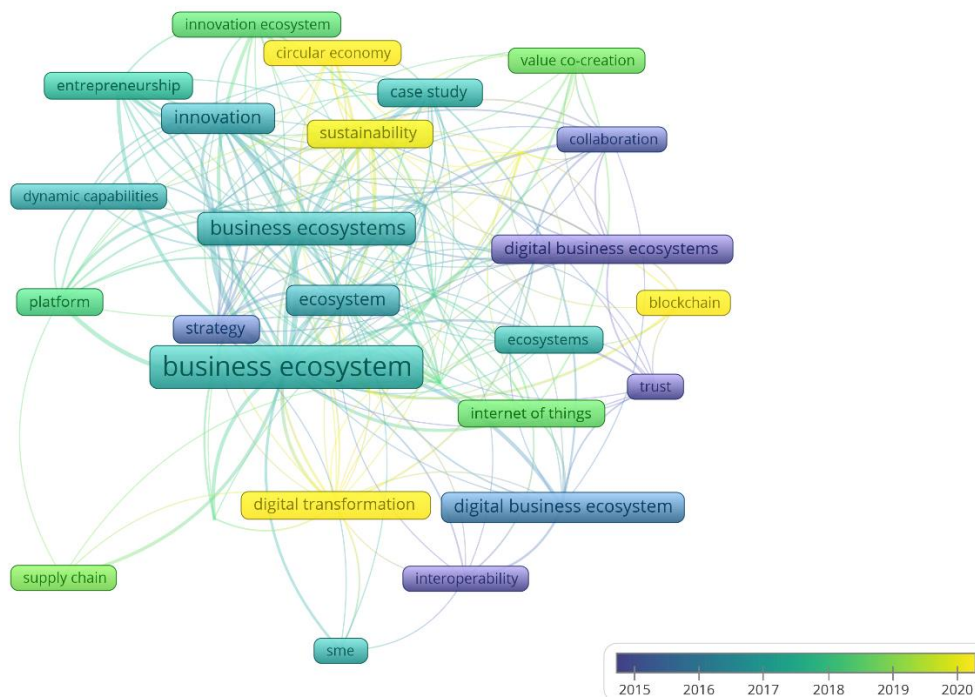 innovation ecosystem
circular economy
value co-creation
entrepreneurship
case study
innovation
sustainability
collaboration
dynamic capabilities
business ecosystems
digital business ecosystems
platform
ecosystem
blockchain
strategy
ecosystems
business ecosystem
trust
internet of things
digital transformation
digital business ecosystem
supply chain
interoperability
sme
2015 2016 2017 2018 2019 2020